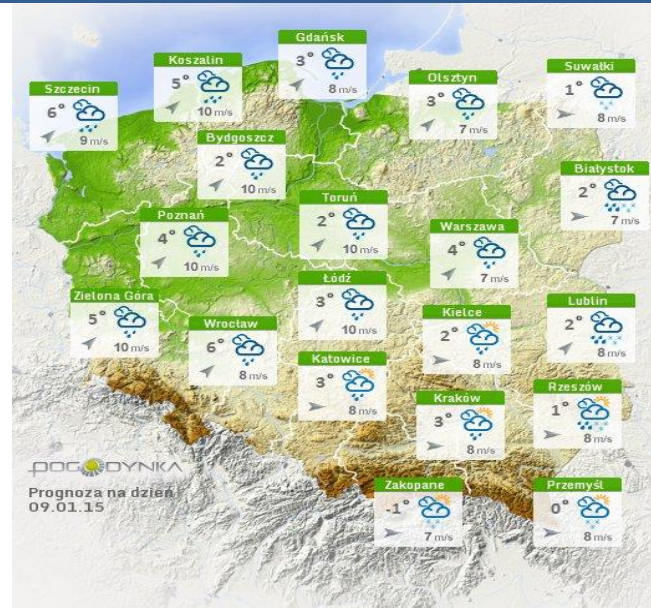 Gdańsk
3°
8 m/s
Koszalin
5°
10 m/s
Suwałki
1°
8 m/s
Olsztyn
3°
7 m/s
Szczecin
6°
9 m/s
Bydgoszcz
2°
10 m/s
Białystok
2°
7 m/s
Toruń
2°
10 m/s
Poznań
4°
10 m/s
Warszawa
4°
7 m/s
Łódź
3°
10 m/s
Zielona Góra
5°
10 m/s
Lublin
2°
8 m/s
Kielce
2°
8 m/s
Wrocław
6°
8 m/s
Katowice
3°
8 m/s
Rzeszów
1°
8 m/s
Kraków
3°
8 m/s
POGODYNKA
Prognoza na dzień
09.01.15
Zakopane
-1°
7 m/s
Przemyśl
0°
8 m/s